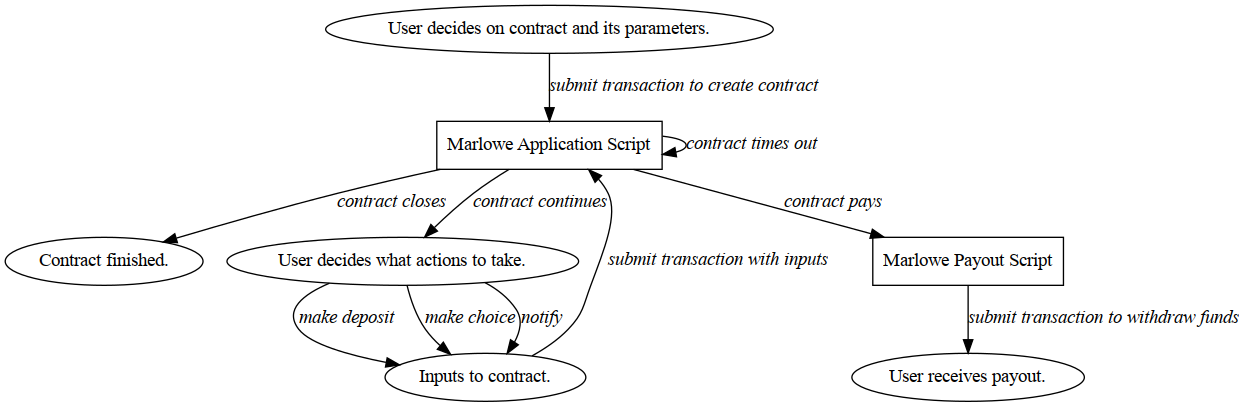 User decides on contract and its parameters.
submit transaction to create contract
Marlowe Application Script
contract times out
contract closes
contract continues
contract pays
Contract finished.
User decides what actions to take.
submit transaction with inputs
Marlowe Payout Script
make deposit
make choice
notify
submit transaction to withdraw funds
Inputs to contract.
User receives payout.